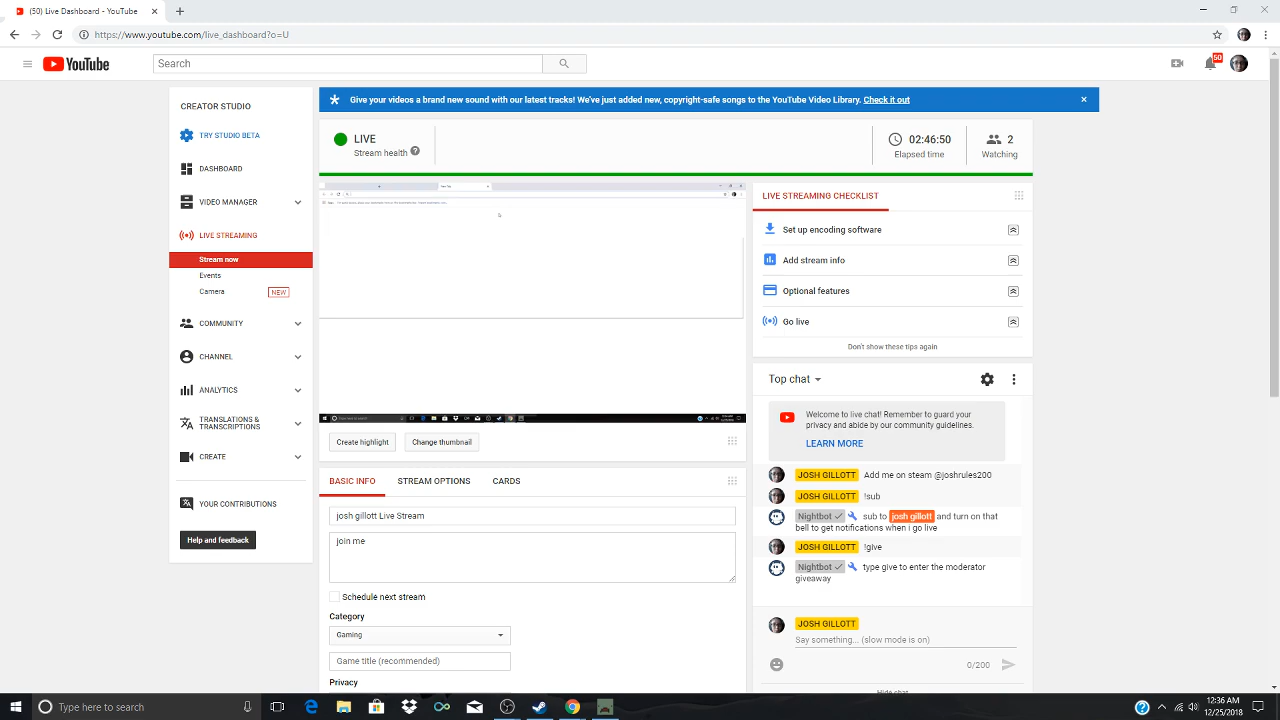 (50) Live Dashboard - YouTube
https://www.youtube.com/live_dashboard?o=U
YouTube
Search
50
CREATOR STUDIO
TRY STUDIO BETA
DASHBOARD
VIDEO MANAGER
LIVE STREAMING
Stream now
Events
Camera NEW
COMMUNITY
CHANNEL
ANALYTICS
TRANSLATIONS &
TRANSCRIPTIONS
CREATE
YOUR CONTRIBUTIONS
Help and feedback
Give your videos a brand new sound with our latest tracks! We've just added new, copyright-safe songs to the YouTube Video Library. Check it out
LIVE
Stream health
02:46:50
Elapsed time
2
Watching
Create highlight
Change thumbnail
BASIC INFO STREAM OPTIONS CARDS
josh gillott Live Stream
join me
Schedule next stream
Category
Gaming
Game title (recommended)
Privacy
LIVE STREAMING CHECKLIST
Set up encoding software
Add stream info
Optional features
Go live
Don't show these tips again
Top chat
Welcome to live chat! Remember to guard your
privacy and abide by our community guidelines.
LEARN MORE
JOSH GILLOTT Add me on steam @joshrules200
JOSH GILLOTT !sub
Nightbot sub to josh gillott and turn on that
bell to get notifications when i go live
JOSH GILLOTT !give
Nightbot type give to enter the moderator
giveaway
JOSH GILLOTT
Say something... (slow mode is on)
0/200
Hide chat
Type here to search
12:36 AM
12/25/2018